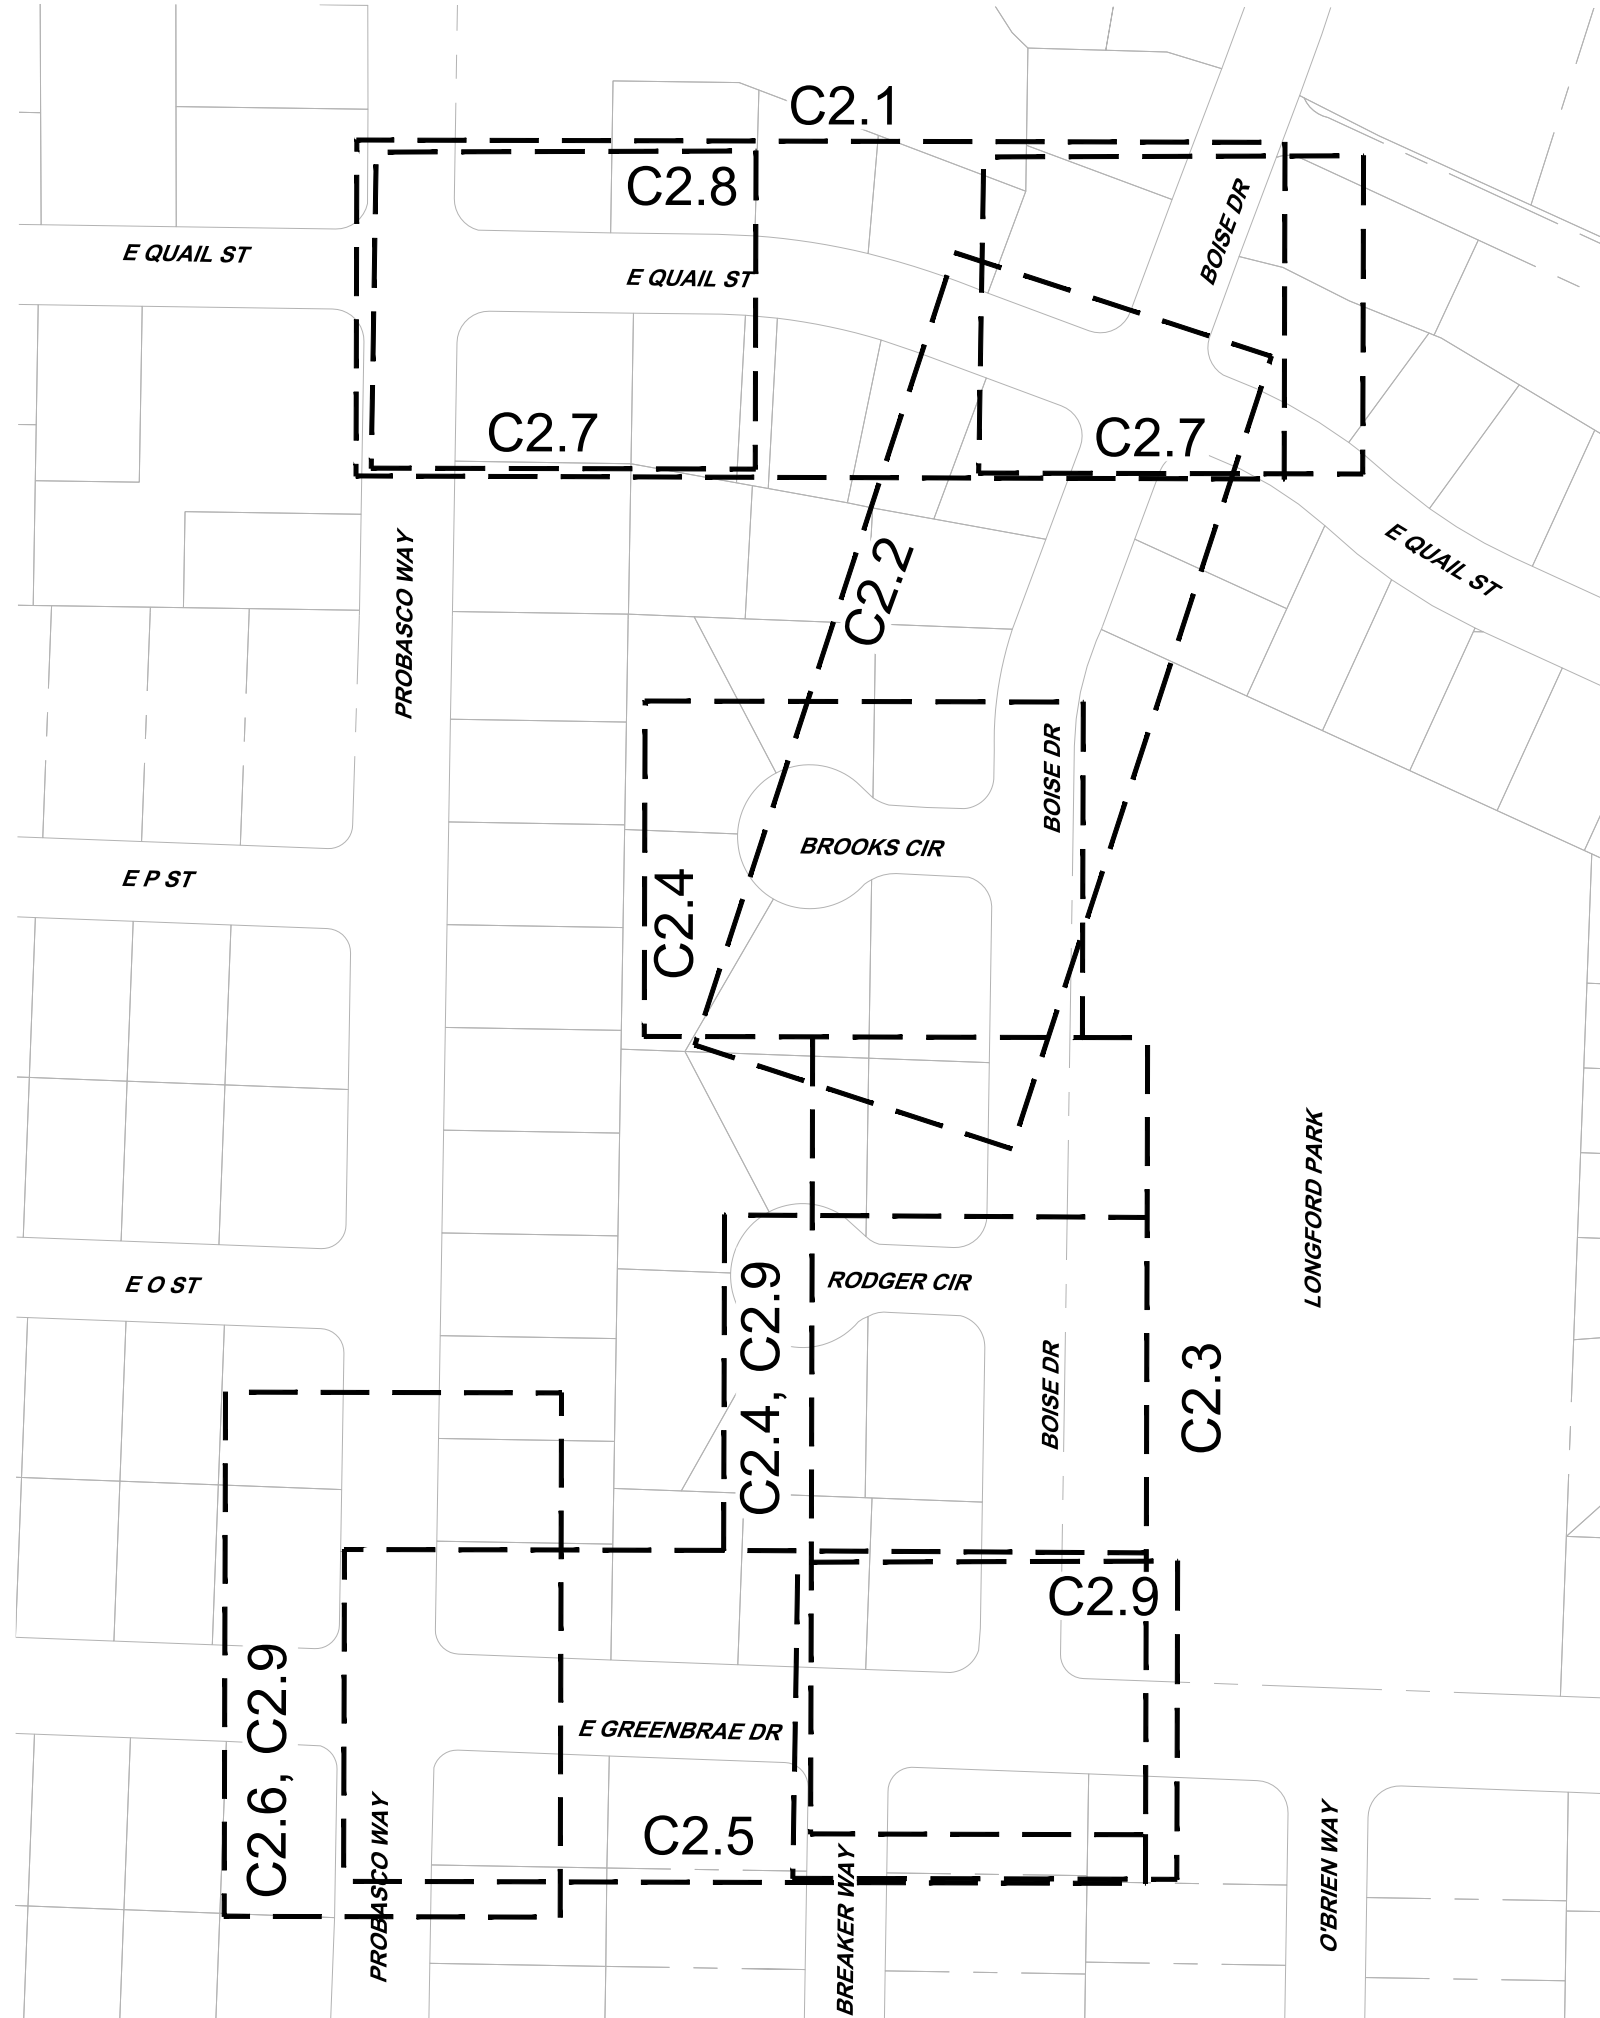 C2.1
C2.8
BOISE DR
E QUAIL ST
E QUAIL ST
C2.7
C2.7
E QUAIL ST
C2.2
PROBASCO WAY
BOISE DR
BROOKS CIR
E P ST
C2.4
LONGFORD PARK
RODGER CIR
E O ST
C2.4, C2.9
BOISE DR
C2.3
C2.9
C2.6, C2.9
E GREENBRAE DR
C2.5
PROBASCO WAY
BREAKER WAY
O'BRIEN WAY